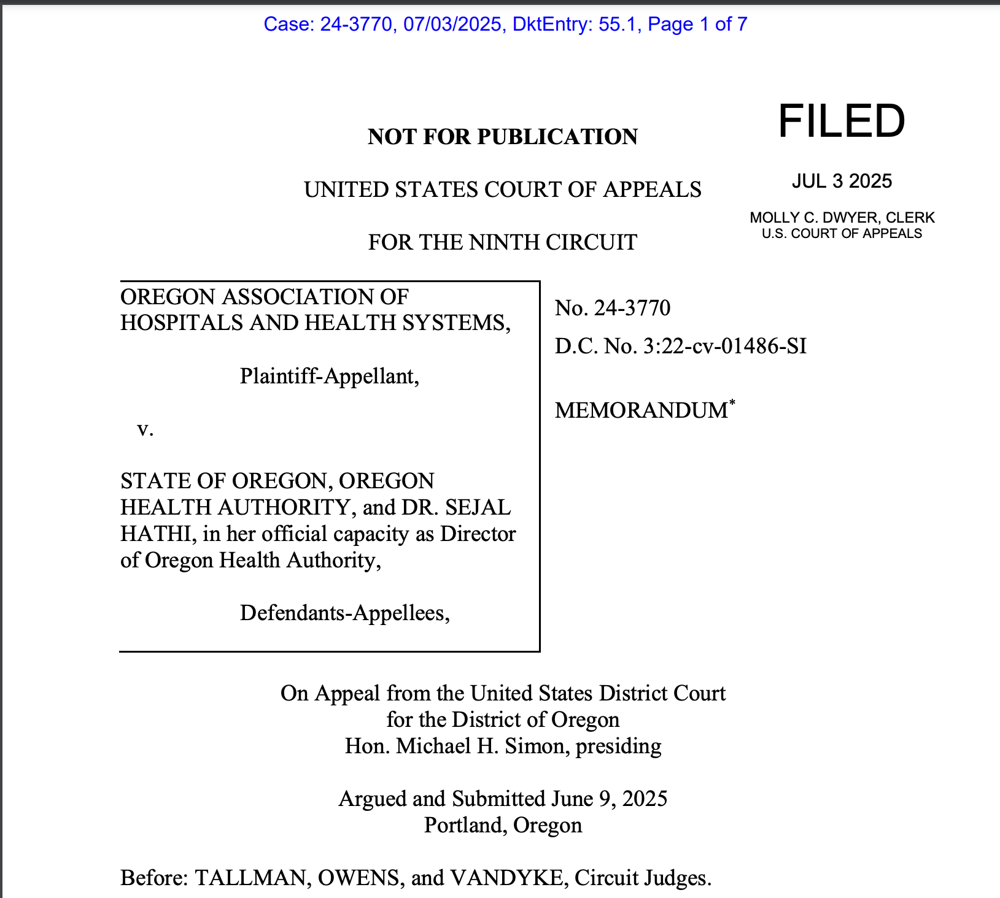 Case: 24-3770, 07/03/2025, DktEntry: 55.1, Page 1 of 7
FILED
JUL 3 2025
MOLLY C. DWYER, CLERK
U.S. COURT OF APPEALS
NOT FOR PUBLICATION
UNITED STATES COURT OF APPEALS
FOR THE NINTH CIRCUIT
OREGON ASSOCIATION OF
HOSPITALS AND HEALTH SYSTEMS,
Plaintiff-Appellant,
v.
STATE OF OREGON, OREGON
HEALTH AUTHORITY, and DR. SEJAL
HATHI, in her official capacity as Director
of Oregon Health Authority,
Defendants-Appellees,
No. 24-3770
D.C. No. 3:22-cv-01486-SI
MEMORANDUM*
On Appeal from the United States District Court
for the District of Oregon
Hon. Michael H. Simon, presiding
Argued and Submitted June 9, 2025
Portland, Oregon
Before: TALLMAN, OWENS, and VANDYKE, Circuit Judges.